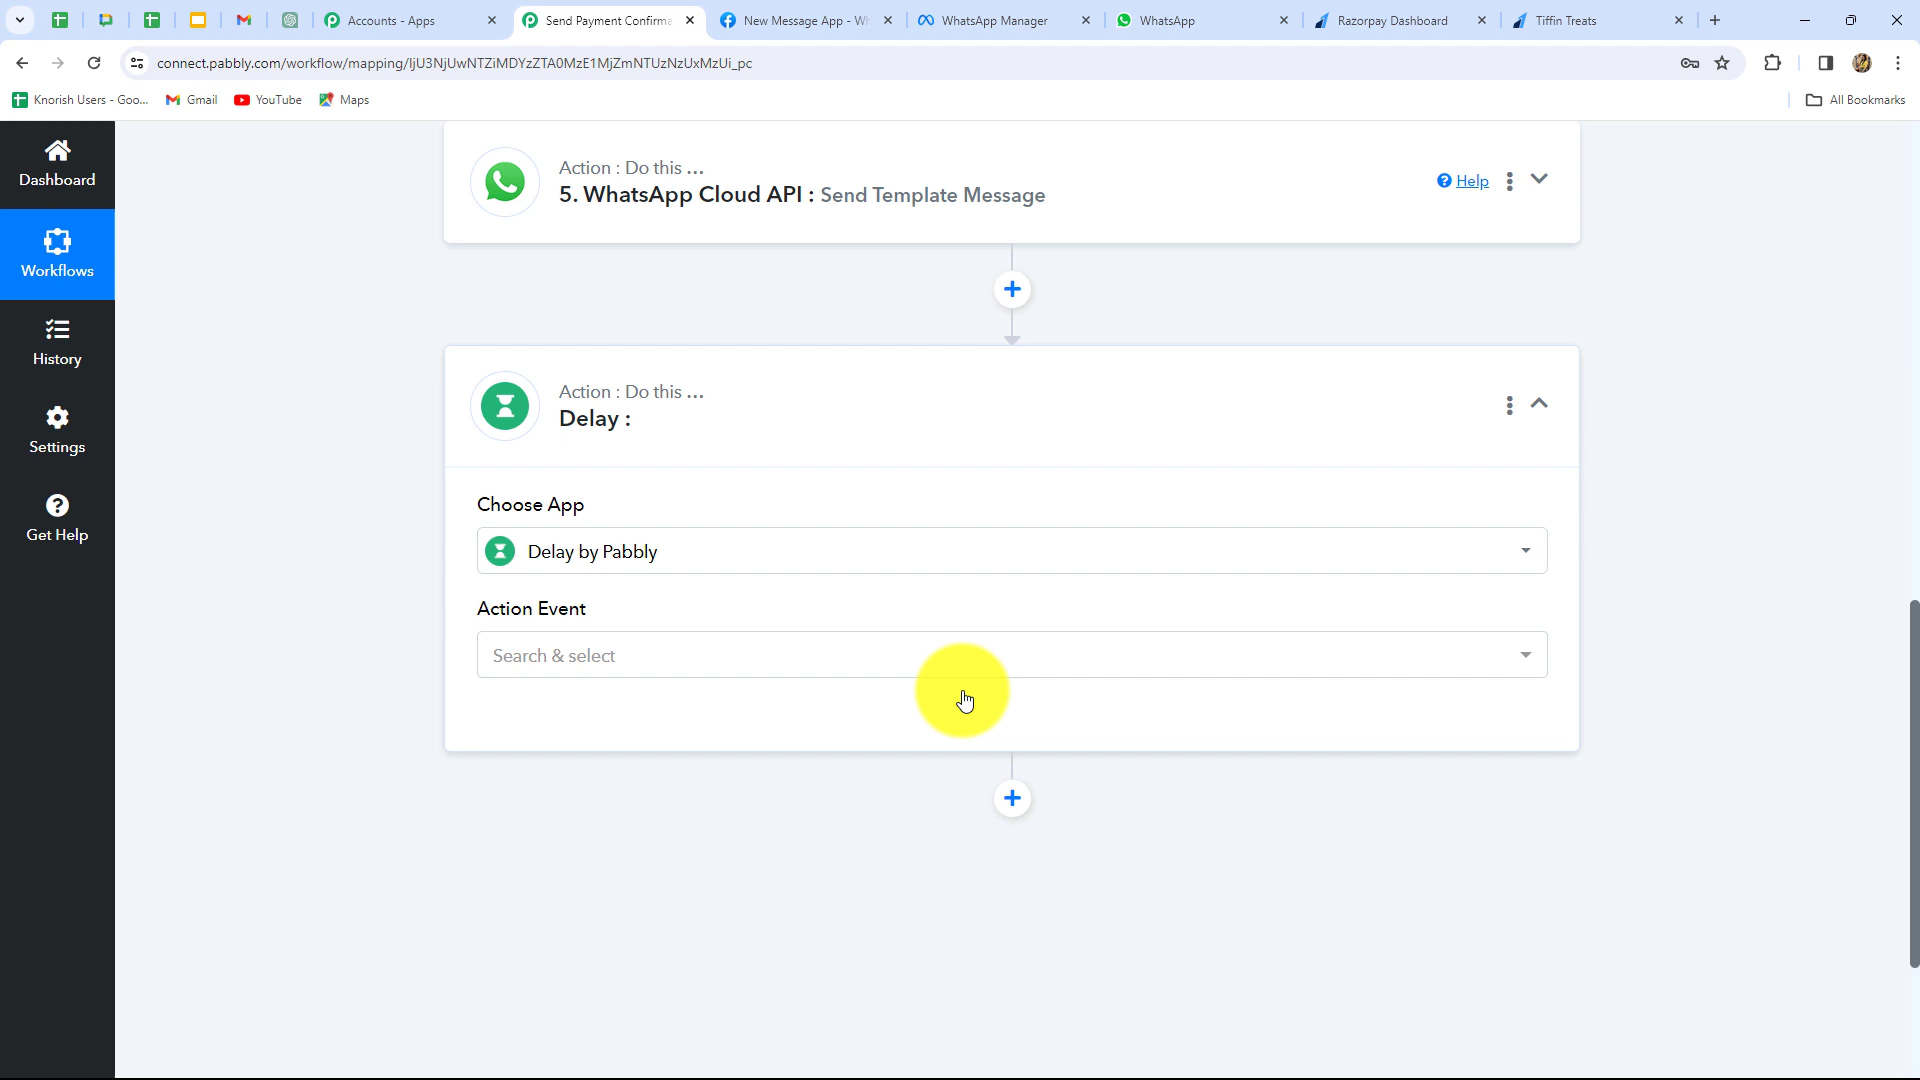 Accounts - Apps
Send Payment Confirma
New Message App - Wh
WhatsApp Manager
WhatsApp
Razorpay Dashboard
Tiffin Treats
connect.pabbly.com/workflow/mapping/IjU3NjUwNTZiMDYzZTA0MzE1MjZmNTUzNzUxMzUi_pc
Knorish Users - Goo...
Gmail
YouTube
Maps
All Bookmarks
Dashboard
Workflows
History
Settings
Get Help
Action : Do this ...
5. WhatsApp Cloud API : Send Template Message
Help
Action : Do this ...
Delay :
Choose App
Delay by Pabbly
Action Event
Search & select